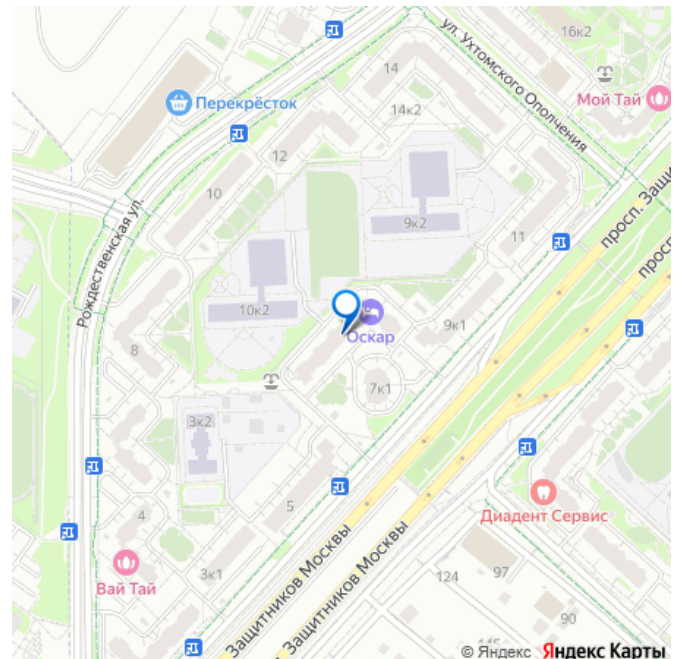 16к2
ул. Ухтомского Ополчения
14
Мой Тай
Перекрёсток
14к2
12
10
Рождественская ул.
9к2
11
просп. Защи
просп
10к2
Оскар
9к1
8
7к1
3к2
5
4
Диадент Сервис
Защитников Москвы
Защитников Москвы
124
97
3к1
Вай Тай
90
© Яндекс Яндекс Карты